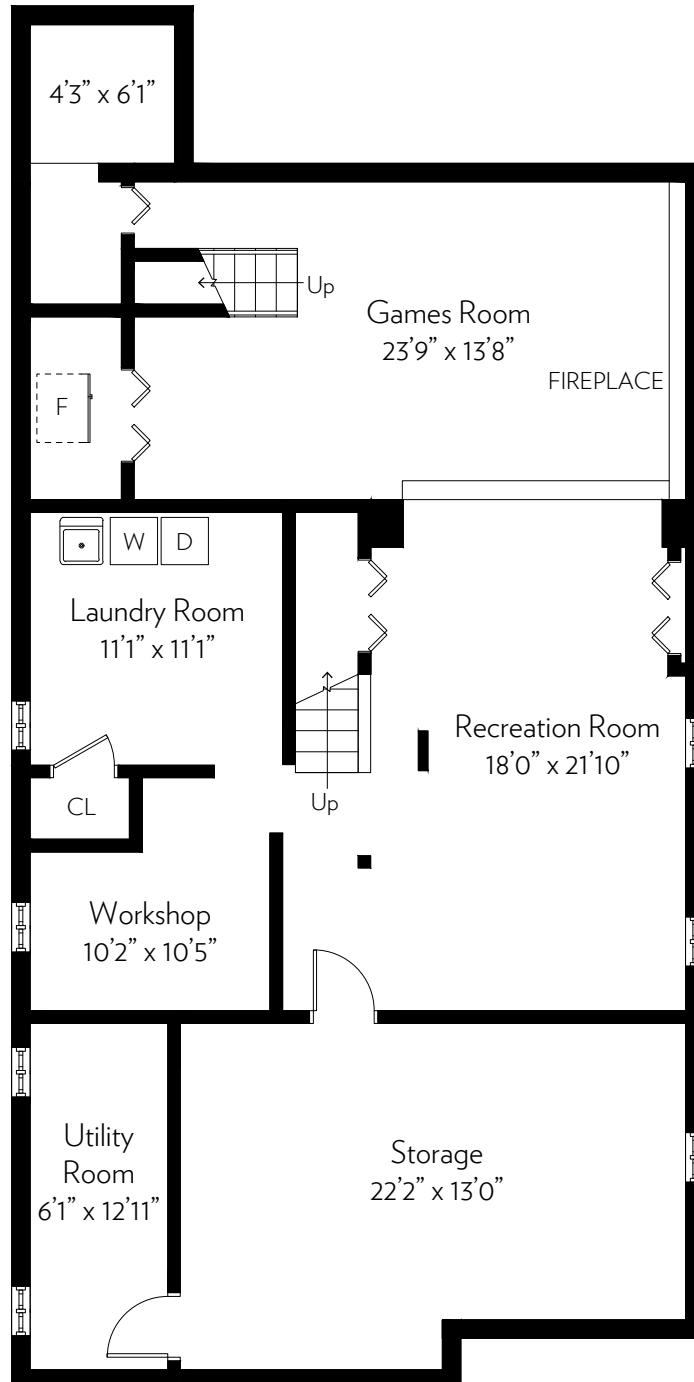 4’3” x 6’1”
Up
Games Room
23’9” x 13’8”
FIREPLACE
F
W
D
Laundry Room
11’1” x 11’1”
Recreation Room
18’0” x 21’10”
CL
Up
Workshop
10’2” x 10’5”
Utility
Room
6’1” x 12’11”
Storage
22’2” x 13’0”